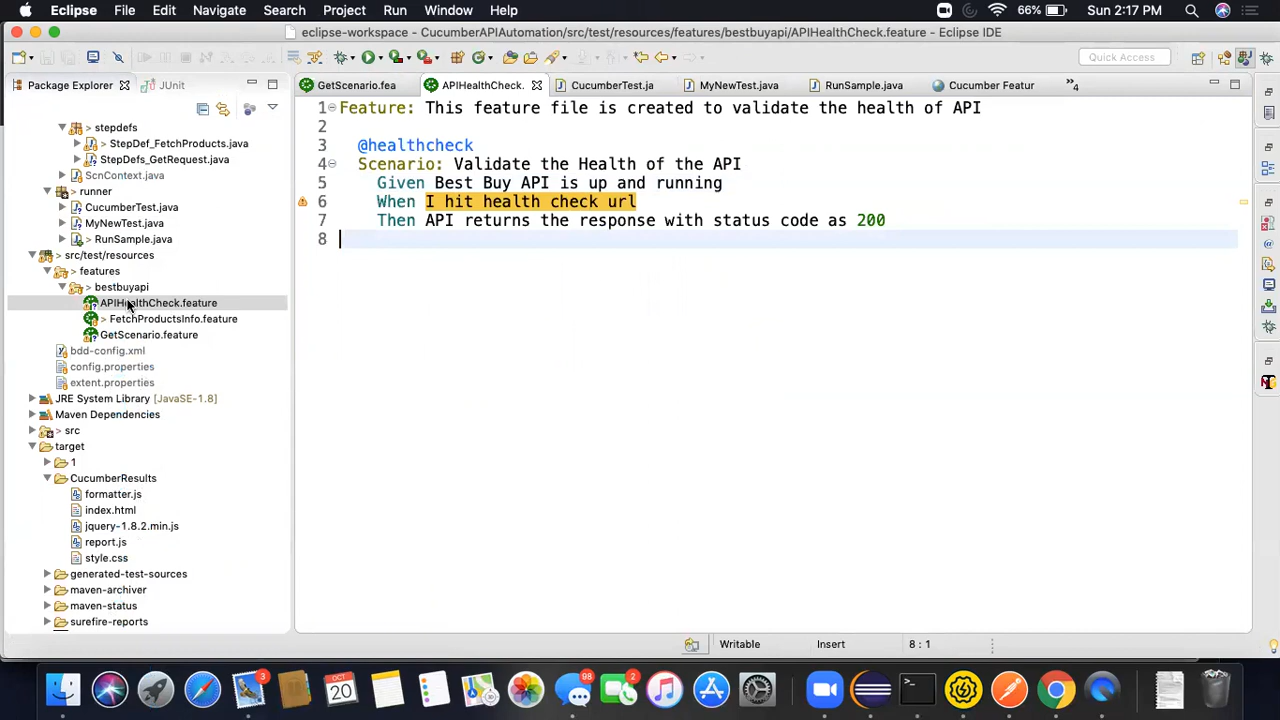 Eclipse File Edit Navigate Search Project Run Window Help
66% Sun 2:17 PM
eclipse-workspace - CucumberAPIAutomation/src/test/resources/features/bestbuyapi/APIHealthCheck.feature - Eclipse IDE
Quick Access
Package Explorer JUnit
GetScenario.fea APIHealthCheck. CucumberTest.ja MyNewTest.java RunSample.java Cucumber Featur »4
> stepdefs
> StepDef_FetchProducts.java
StepDefs_GetRequest.java
ScnContext.java
> runner
CucumberTest.java
MyNewTest.java
> RunSample.java
src/test/resources
> features
> bestbuyapi
APIHealthCheck.feature
> FetchProductsInfo.feature
GetScenario.feature
bdd-config.xml
config.properties
extent.properties
JRE System Library [JavaSE-1.8]
Maven Dependencies
> src
target
1
CucumberResults
formatter.js
index.html
jquery-1.8.2.min.js
report.js
style.css
generated-test-sources
maven-archiver
maven-status
surefire-reports
1 Feature: This feature file is created to validate the health of API
2
3 @healthcheck
4 Scenario: Validate the Health of the API
5 Given Best Buy API is up and running
6 When I hit health check url
7 Then API returns the response with status code as 200
8
Writable Insert 8 : 1
3 OCT 20 98 2